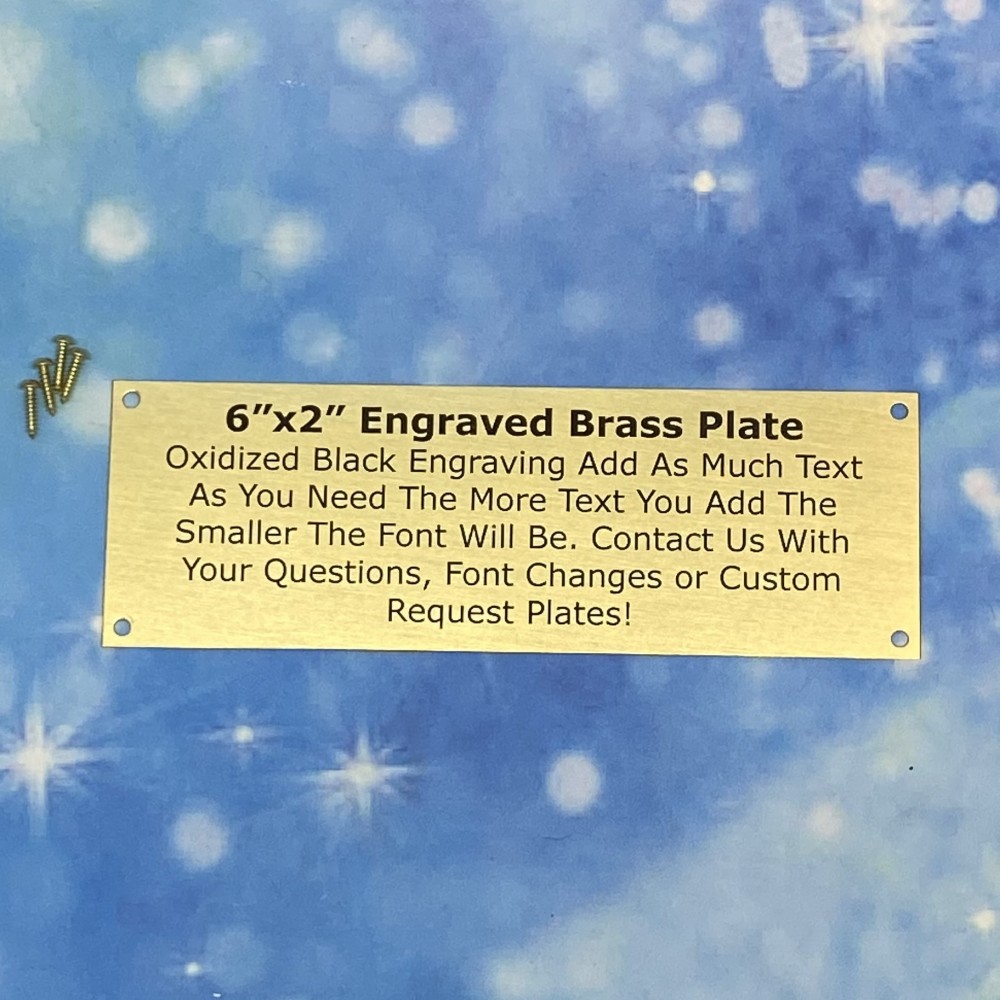 6”x2” Engraved Brass Plate
Oxidized Black Engraving Add As Much Text
As You Need The More Text You Add The
Smaller The Font Will Be. Contact Us With
Your Questions, Font Changes or Custom
Request Plates!